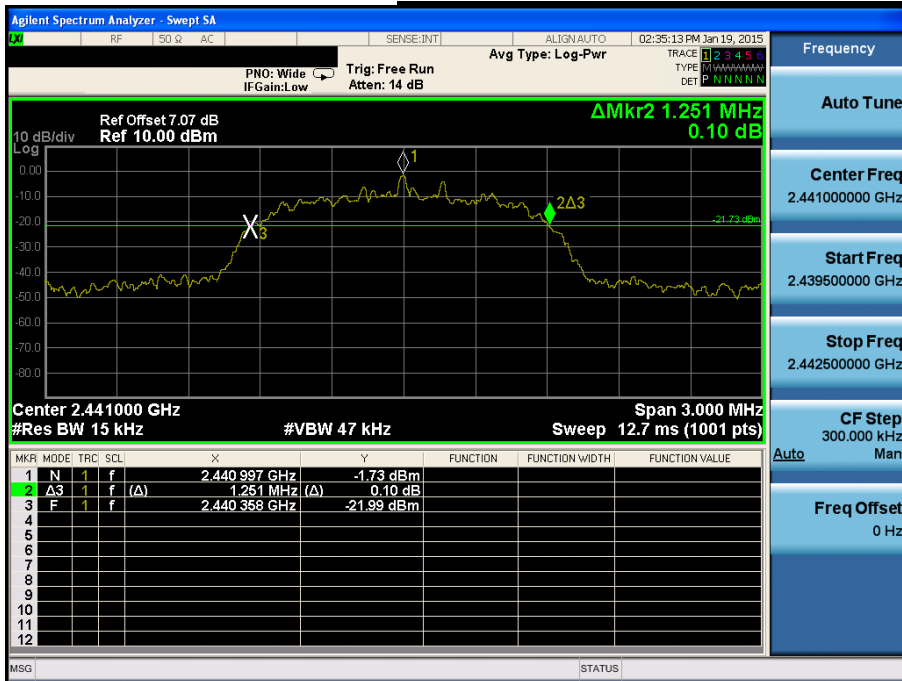 Agilent Spectrum Analyzer - Swept SA
LXI RF 50 Ω AC SENSE:INT ALIGN AUTO 02:35:13 PM Jan 19, 2015
Frequency
Avg Type: Log-Pwr
TRACE 1 2 3 4 5 6
PNO: Wide Trig: Free Run
TYPE M WWWWW
IFGain:Low Atten: 14 dB
DET P N N N N N
Auto Tune
ΔMkr2 1.251 MHz
Ref Offset 7.07 dB
10 dB/div Ref 10.00 dBm 0.10 dB
Log
1
0.00
-10.0
-20.0
-30.0
-40.0
-50.0
-60.0
-70.0
-80.0
2Δ3
-21.73 dBm
3
Center Freq
2.441000000 GHz
Start Freq
2.439500000 GHz
Stop Freq
2.442500000 GHz
Center 2.441000 GHz Span 3.000 MHz
#Res BW 15 kHz #VBW 47 kHz Sweep 12.7 ms (1001 pts)
CF Step
300.000 kHz
Auto Man
Freq Offset
0 Hz
MKR MODE TRC SCL X Y FUNCTION FUNCTION WIDTH FUNCTION VALUE
1 N 1 f 2.440 997 GHz -1.73 dBm
2 Δ3 1 f (Δ) 1.251 MHz (Δ) 0.10 dB
3 F 1 f 2.440 358 GHz -21.99 dBm
4
5
6
7
8
9
10
11
12
MSG STATUS